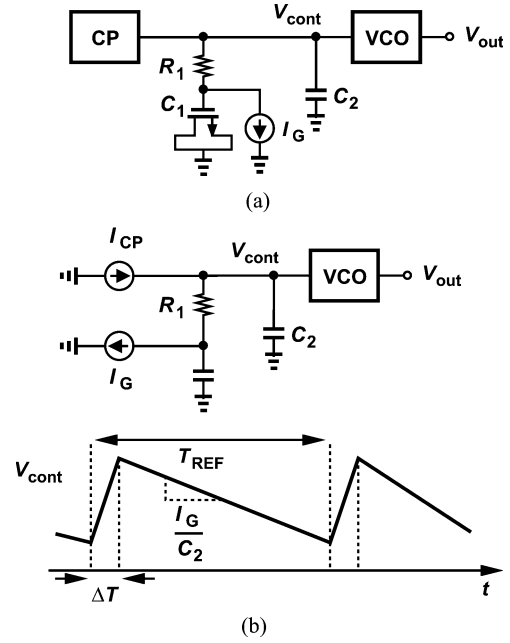 V_cont
CP
VCO
V_out
R_1
C_1
I_G
C_2
(a)
I_CP
V_cont
VCO
V_out
R_1
C_2
I_G
V_cont
T_REF
I_G
C_2
ΔT
t
(b)